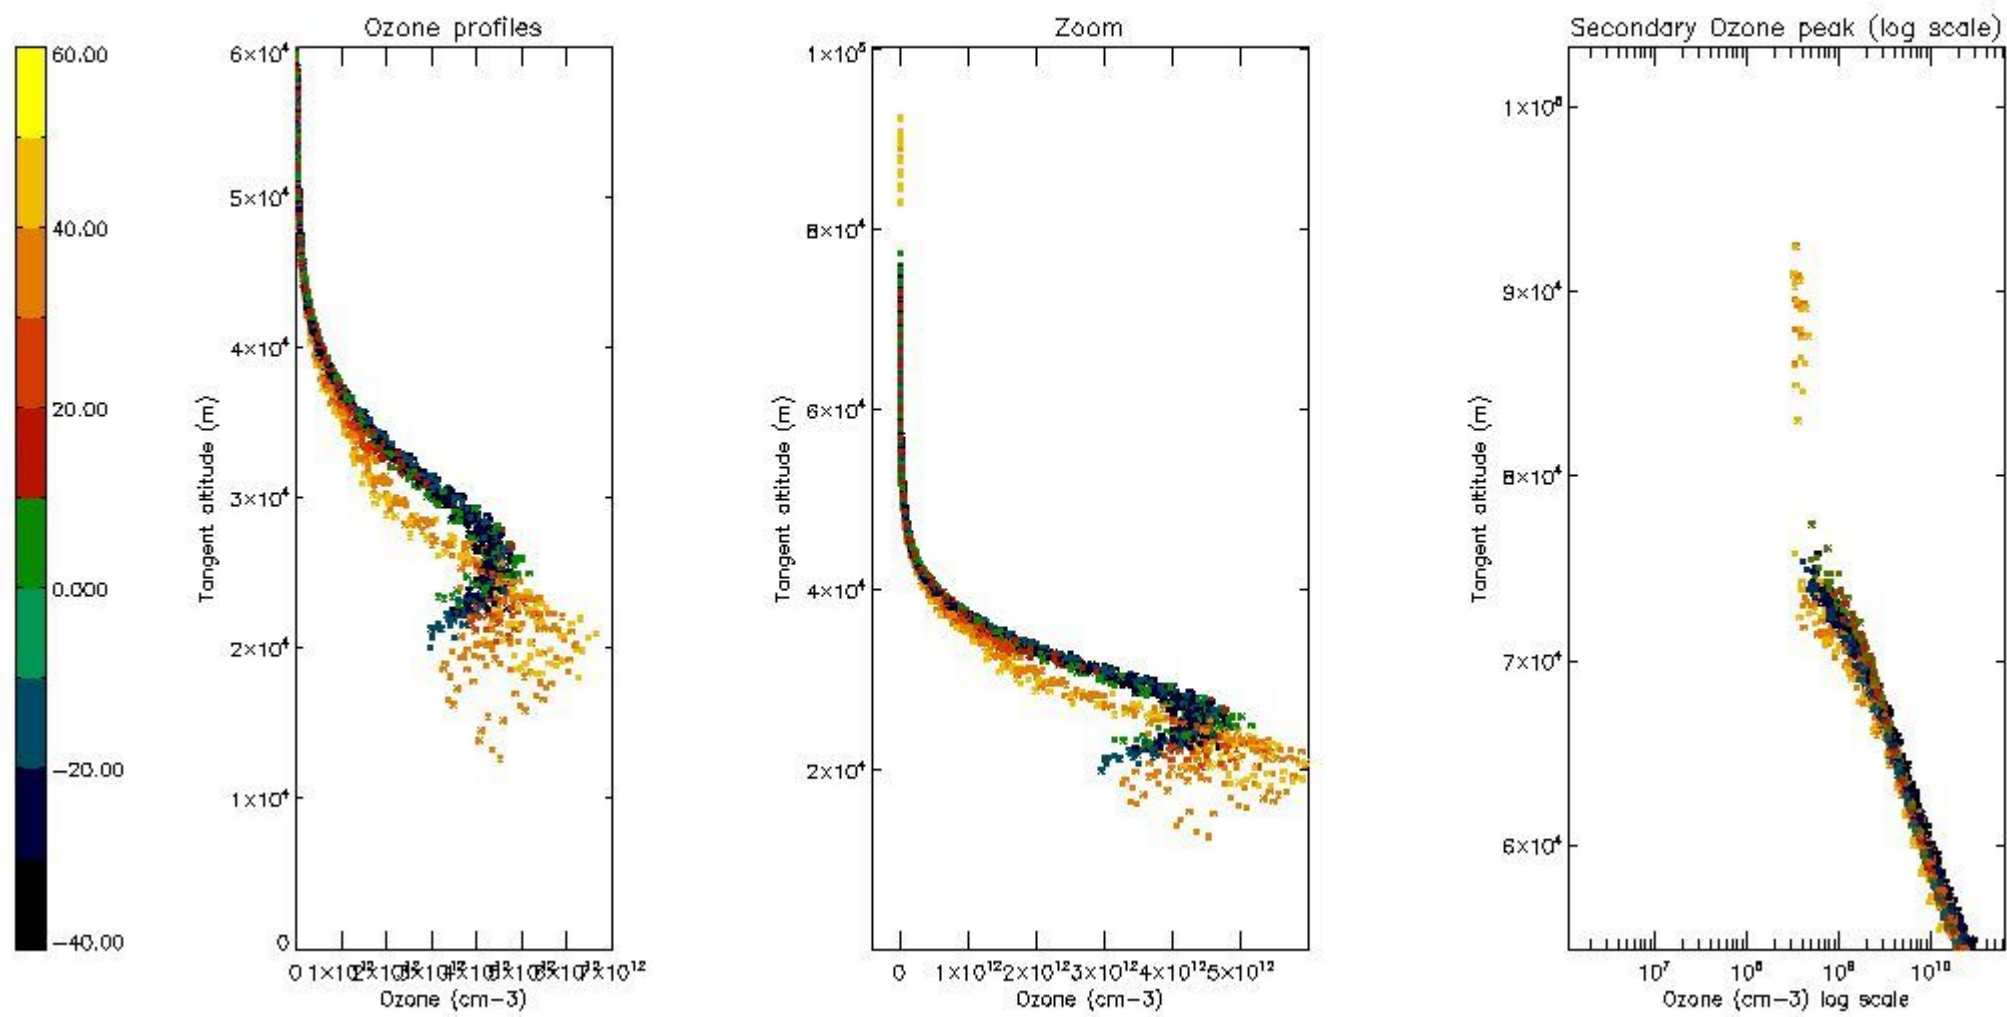 Ozone profiles
Zoom
Secondary Ozone peak (log scale)
60.00
40.00
20.00
0.000
-20.00
-40.00
6×10⁴
5×10⁴
4×10⁴
3×10⁴
2×10⁴
1×10⁴
0
Tangent altitude (m)
0
7×10¹²
Ozone (cm-3)
1×10⁵
8×10⁴
6×10⁴
4×10⁴
2×10⁴
Tangent altitude (m)
0 1×10¹² 2×10¹² 3×10¹² 4×10¹² 5×10¹²
Ozone (cm-3)
9×10⁴
8×10⁴
7×10⁴
6×10⁴
Tangent altitude (m)
10⁷ 10⁸ 10⁹ 10¹⁰
Ozone (cm-3) log scale